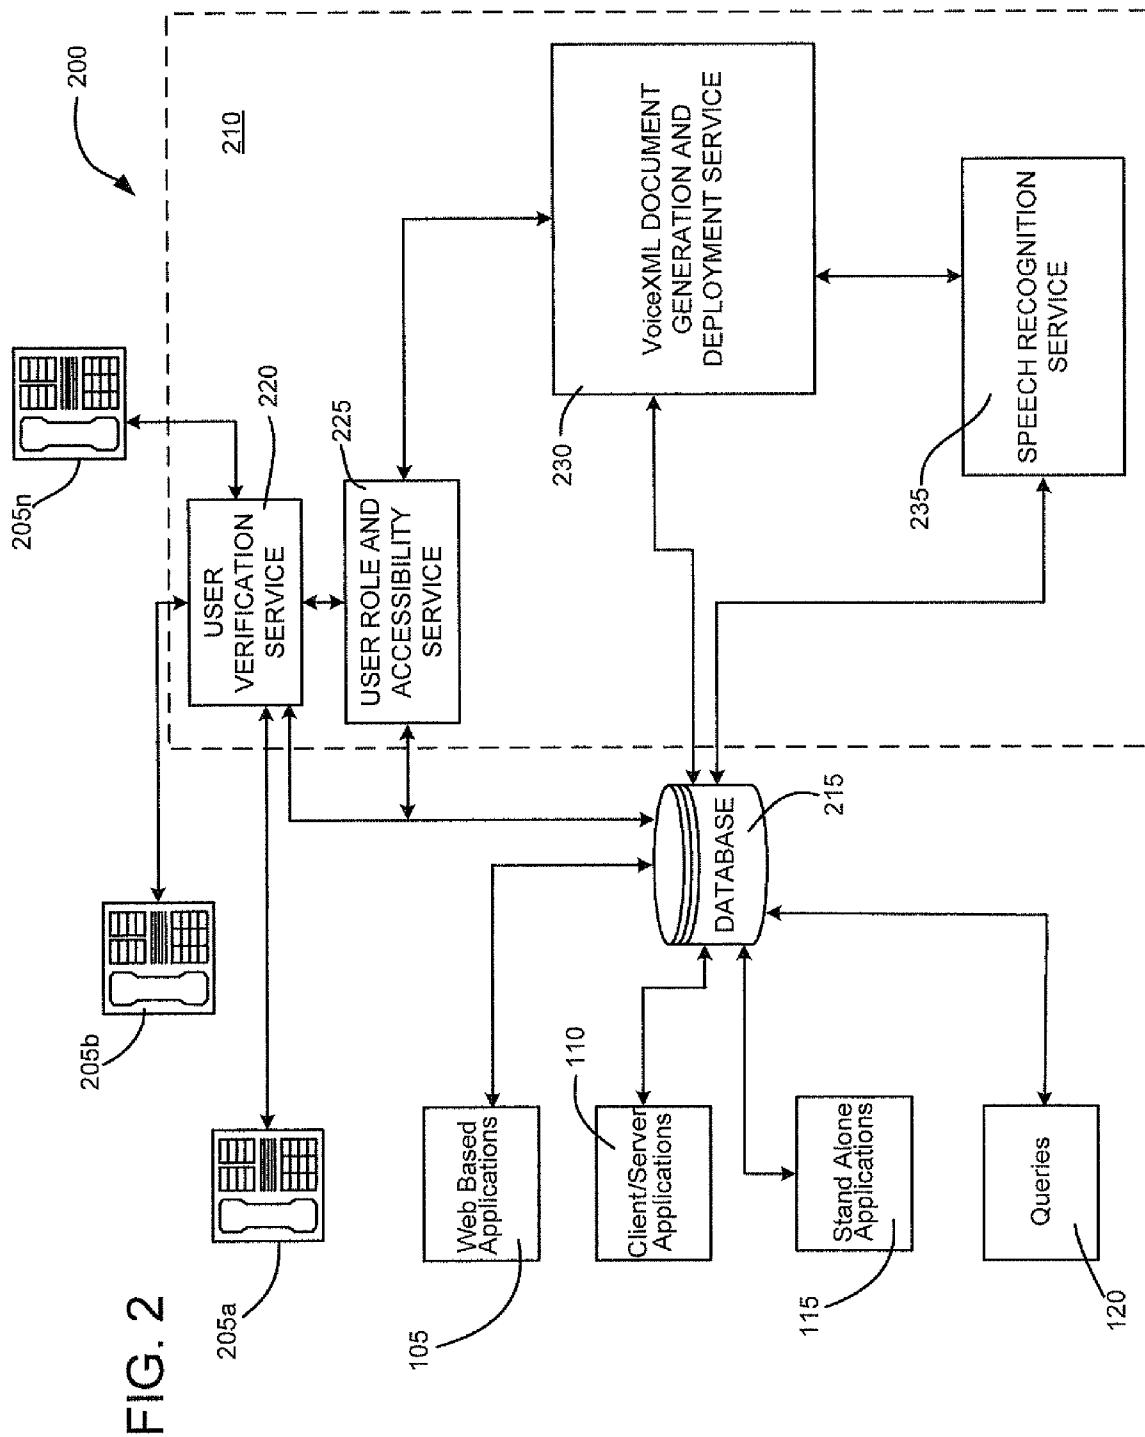 FIG. 2
200
210
205a
205b
205n
USER
VERIFICATION
SERVICE
220
USER ROLE AND
ACCESSIBILITY
SERVICE
225
VoiceXML DOCUMENT
GENERATION AND
DEPLOYMENT SERVICE
230
SPEECH RECOGNITION
SERVICE
235
DATABASE
215
Web Based
Applications
105
Client/Server
Applications
110
Stand Alone
Applications
115
Queries
120